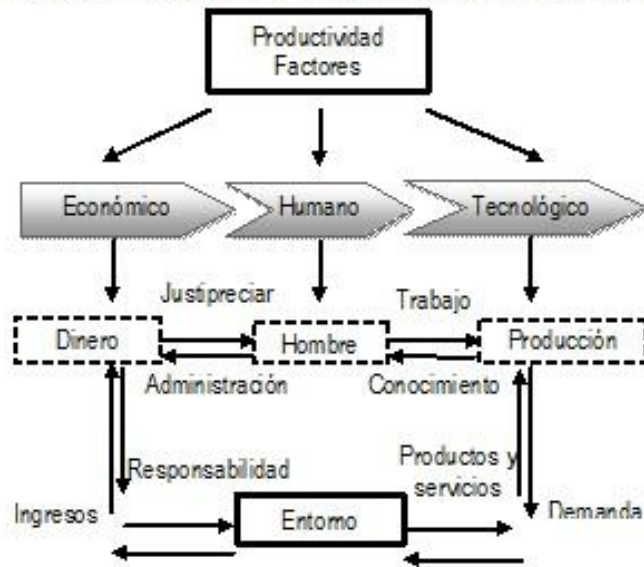 Productividad
Factores
Económico
Humano
Tecnológico
Justipreciar
Trabajo
Dinero
Hombre
Producción
Administración
Conocimiento
Responsabilidad
Productos y
servicios
Ingresos
Entorno
Demanda